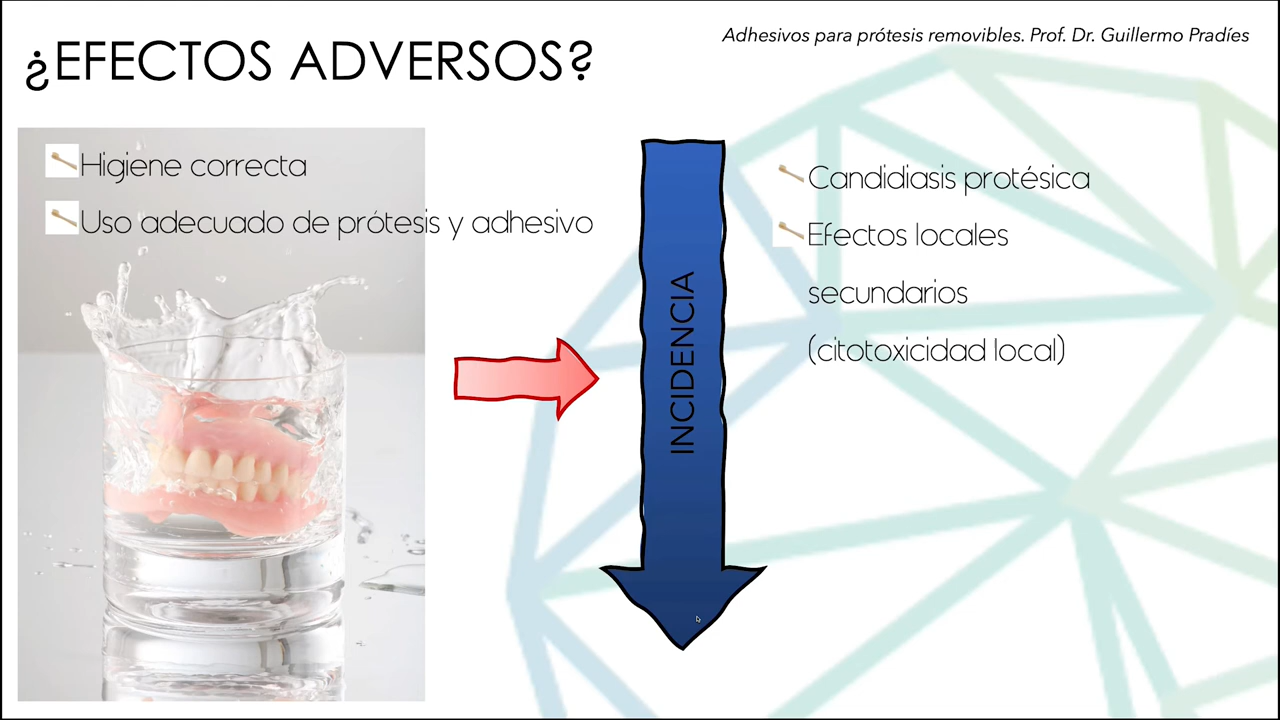 ¿EFECTOS ADVERSOS?
Adhesivos para prótesis removibles. Prof. Dr. Guillermo Pradíes
Higiene correcta
Uso adecuado de prótesis y adhesivo
INCIDENCIA
Candidiasis protésica
Efectos locales
secundarios
(citotoxicidad local)